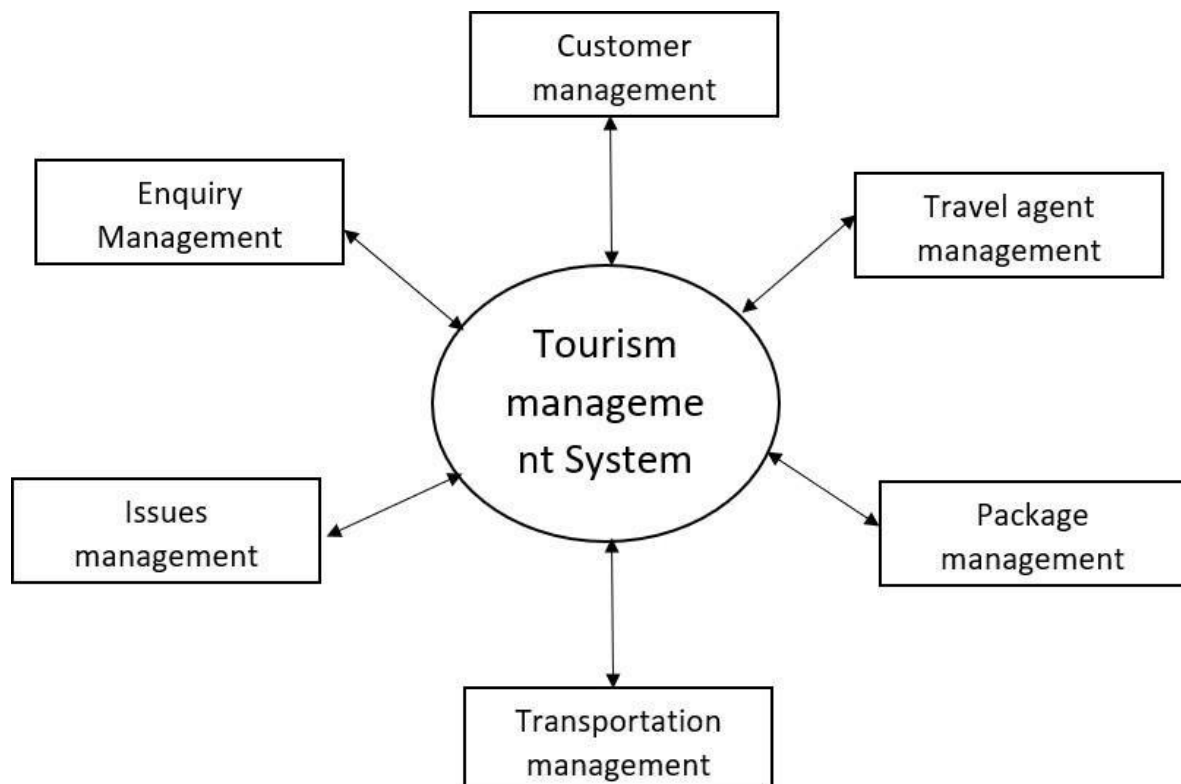 Customer
management
Enquiry
Management
Travel agent
management
Tourism
manageme
nt System
Issues
management
Package
management
Transportation
management